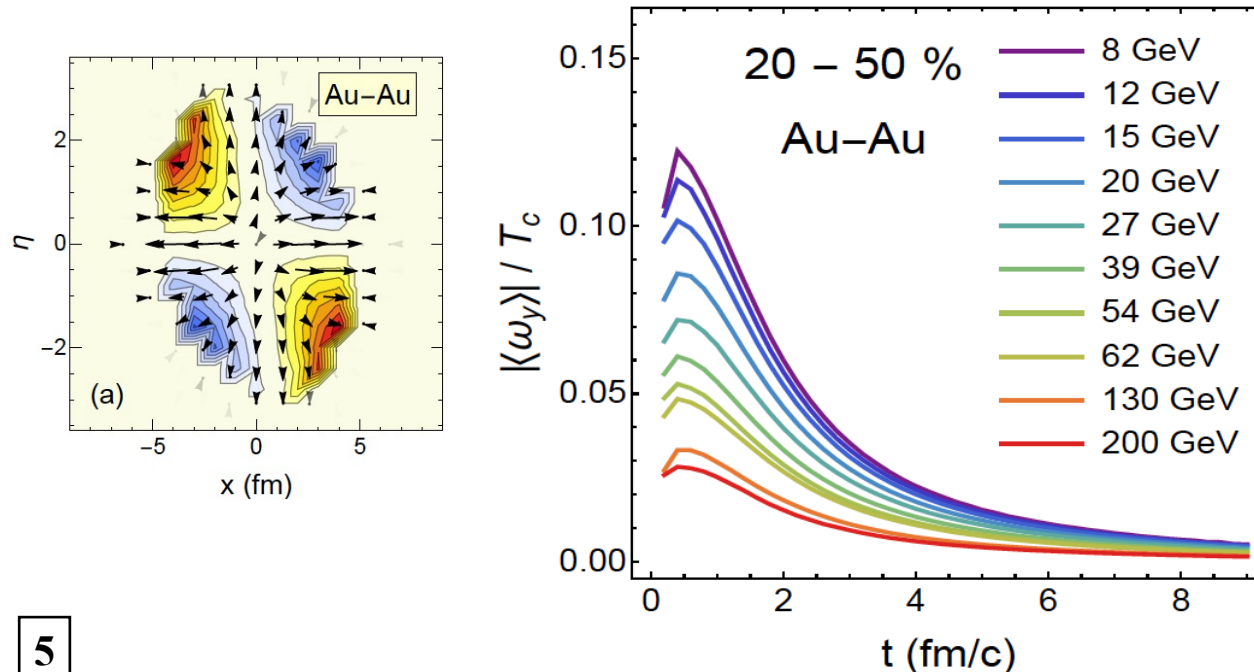 Au−Au
η
2
0
−2
(a)
−5
0
5
x (fm)
|⟨ω_y⟩| / T_c
0.15
0.10
0.05
0.00
20 − 50 %
Au−Au
8 GeV
12 GeV
15 GeV
20 GeV
27 GeV
39 GeV
54 GeV
62 GeV
130 GeV
200 GeV
0
2
4
6
8
t (fm/c)
5